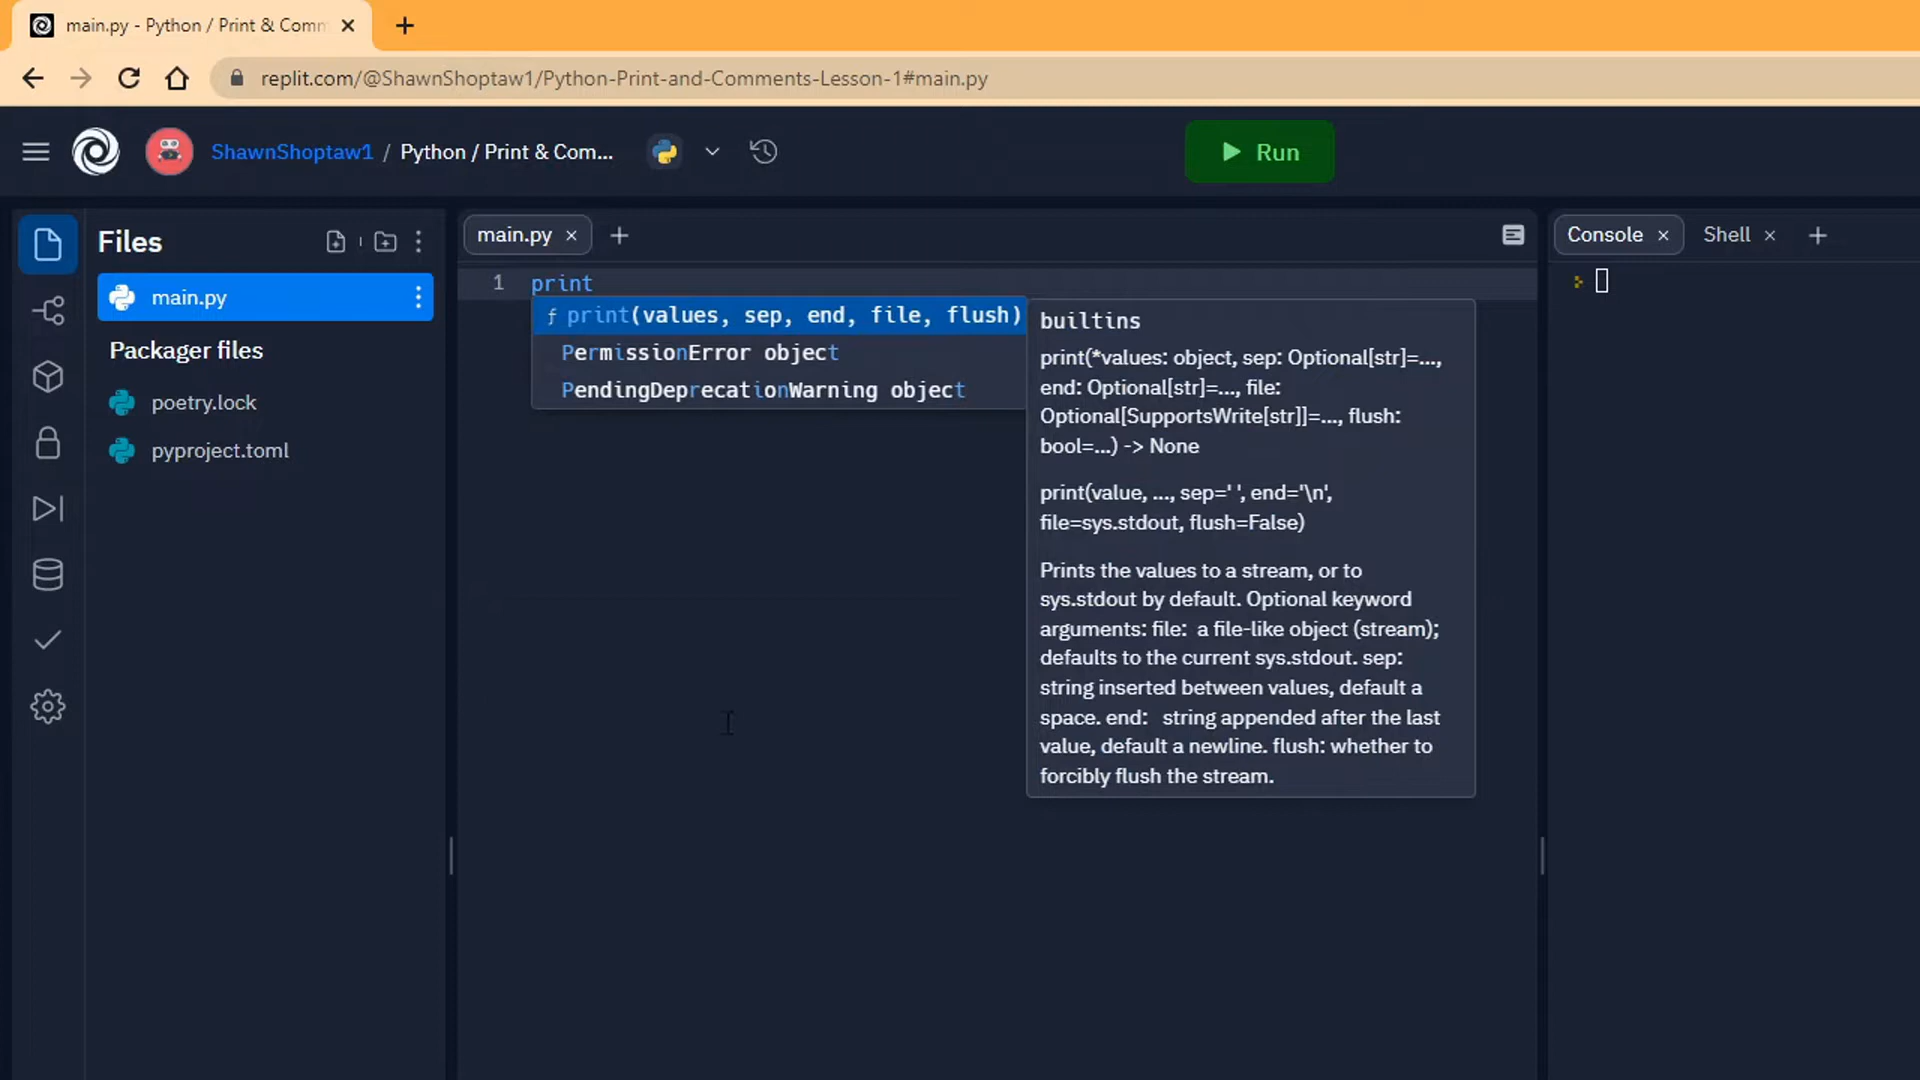 main.py - Python / Print & Comm
replit.com/@ShawnShoptaw1/Python-Print-and-Comments-Lesson-1#main.py
ShawnShoptaw1 / Python / Print & Com...
Run
Files
main.py
Packager files
poetry.lock
pyproject.toml
main.py
1 print
f print(values, sep, end, file, flush)
PermissionError object
PendingDeprecationWarning object
builtins
print(*values: object, sep: Optional[str]=...,
end: Optional[str]=..., file:
Optional[SupportsWrite[str]]=..., flush:
bool=...) -> None
print(value, ..., sep=' ', end='\n',
file=sys.stdout, flush=False)
Prints the values to a stream, or to
sys.stdout by default. Optional keyword
arguments: file: a file-like object (stream);
defaults to the current sys.stdout. sep:
string inserted between values, default a
space. end: string appended after the last
value, default a newline. flush: whether to
forcibly flush the stream.
Console
Shell